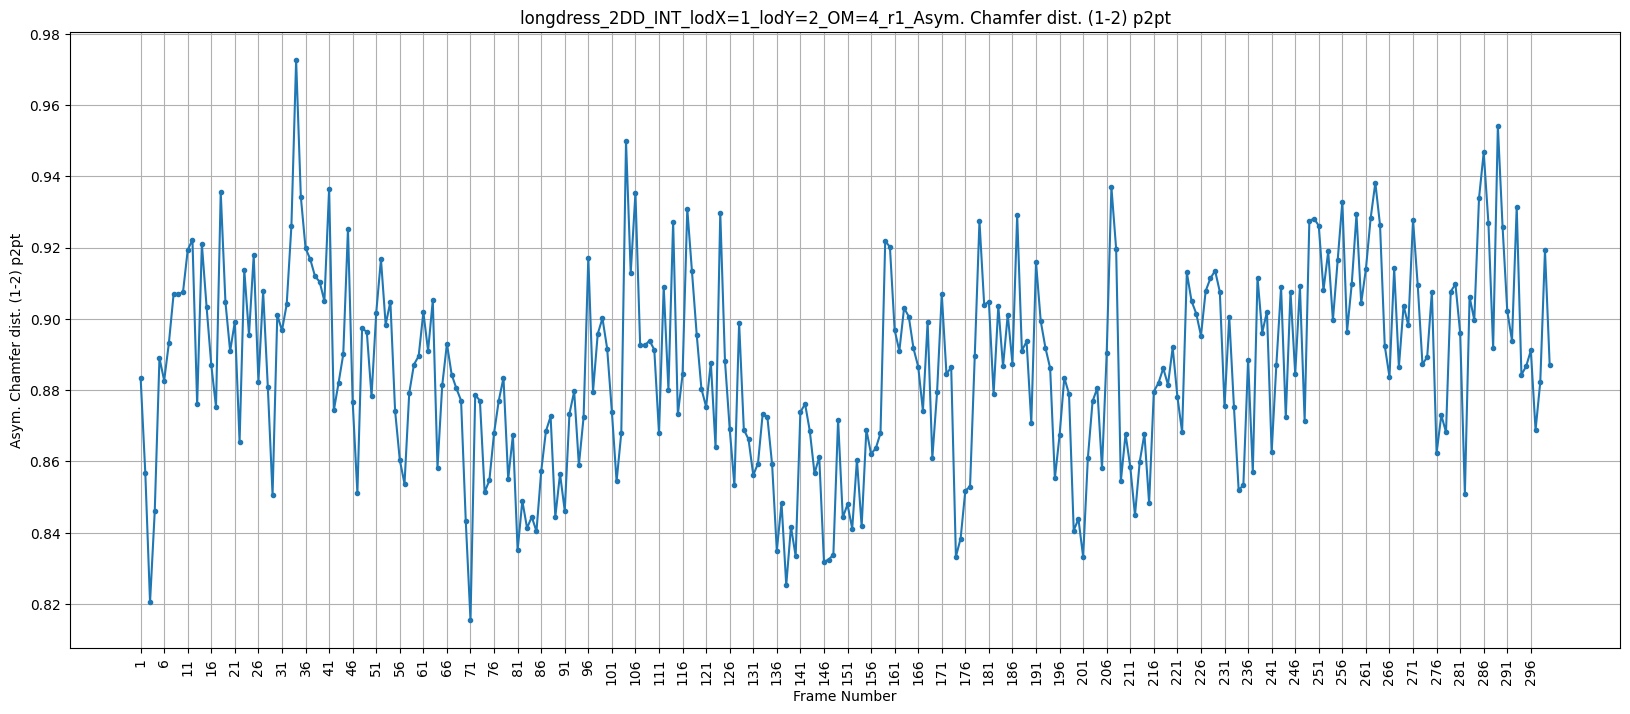 longdress_2DD_INT_lodX=1_lodY=2_OM=4_r1_Asym. Chamfer dist. (1-2) p2pt
Asym. Chamfer dist. (1-2) p2pt
0.98
0.96
0.94
0.92
0.90
0.88
0.86
0.84
0.82
1 6 11 16 21 26 31 36 41 46 51 56 61 66 71 76 81 86 91 96 101 106 111 116 121 126 131 136 141 146 151 156 161 166 171 176 181 186 191 196 201 206 211 216 221 226 231 236 241 246 251 256 261 266 271 276 281 286 291 296
Frame Number